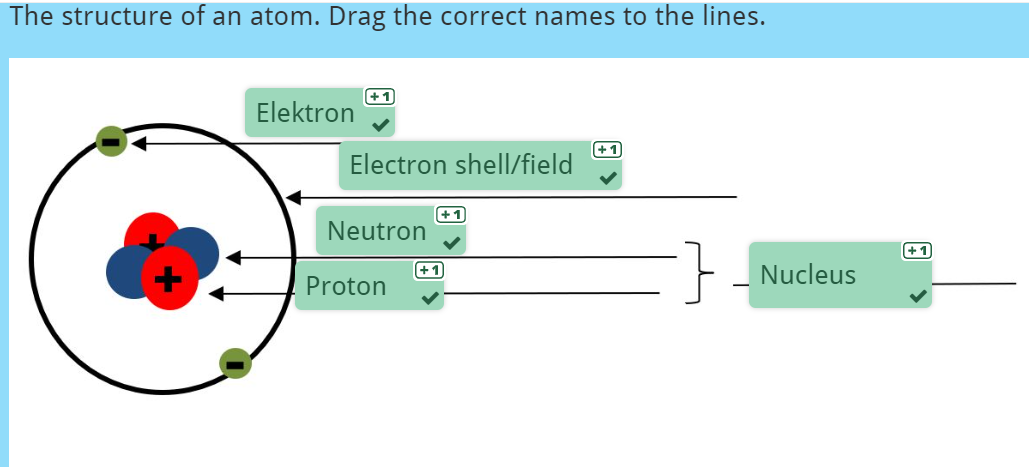 The structure of an atom. Drag the correct names to the lines.
Elektron +1
Electron shell/field +1
Neutron +1
Proton +1
Nucleus +1